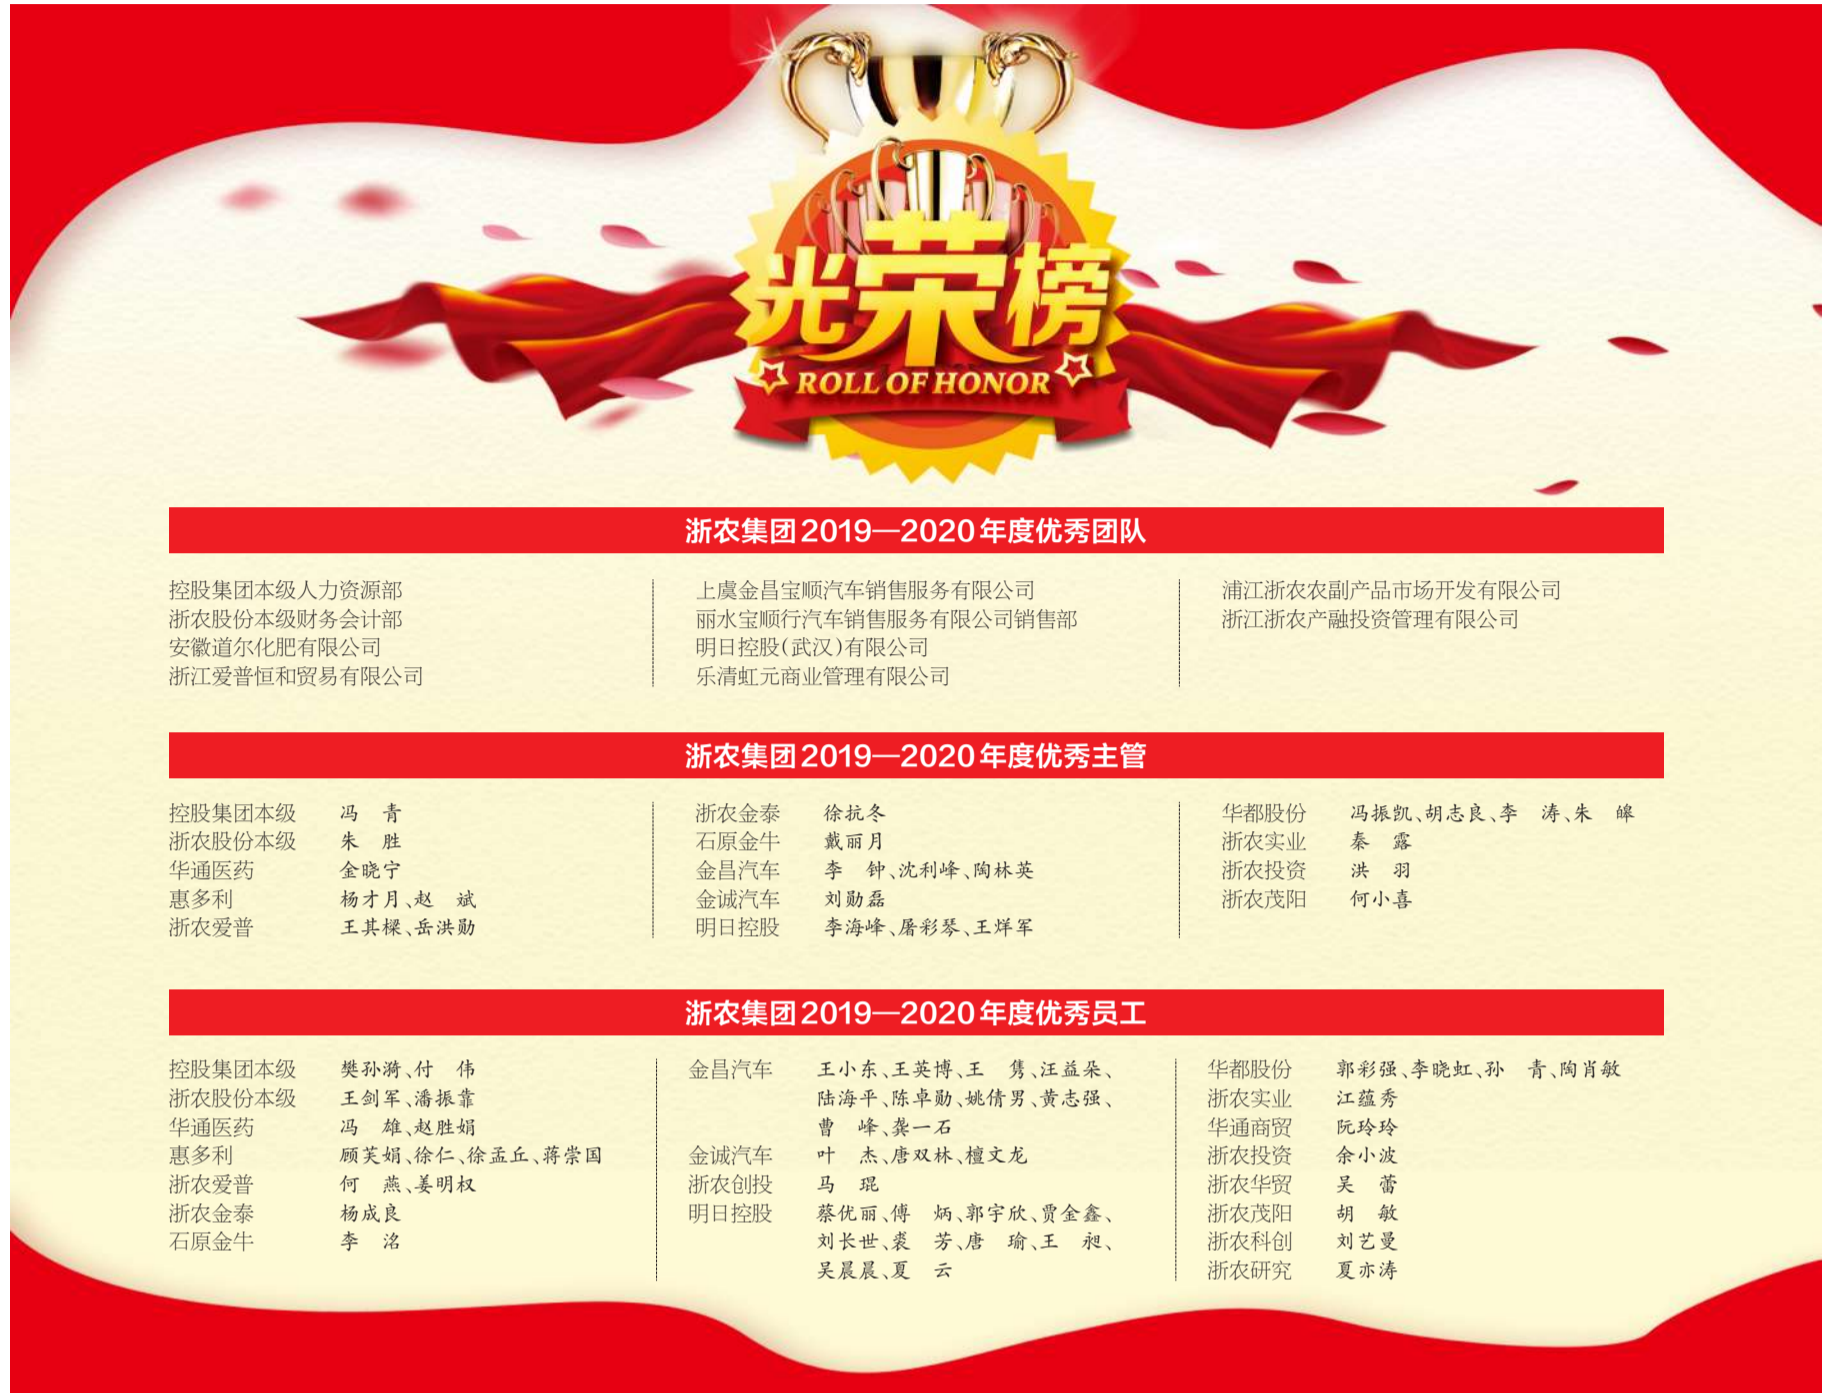 光荣榜
ROLL OF HONOR
浙农集团2019—2020年度优秀团队
控股集团本级人力资源部
浙农股份本级财务会计部
安徽道尔化肥有限公司
浙江爱普恒和贸易有限公司
上虞金昌宝顺汽车销售服务有限公司
丽水宝顺行汽车销售服务有限公司销售部
明日控股(武汉)有限公司
乐清虹元商业管理有限公司
浦江浙农农副产品市场开发有限公司
浙江浙农产融投资管理有限公司
浙农集团2019—2020年度优秀主管
控股集团本级 冯 青
浙农股份本级 朱 胜
华通医药 金晓宁
惠多利 杨才月、赵 斌
浙农爱普 王其樑、岳洪勋
浙农金泰 徐抗冬
石原金牛 戴丽月
金昌汽车 李 钟、沈利峰、陶林英
金诚汽车 刘勋磊
明日控股 李海峰、屠彩琴、王烊军
华都股份 冯振凯、胡志良、李 涛、朱 皞
浙农实业 秦 露
浙农投资 洪 羽
浙农茂阳 何小喜
浙农集团2019—2020年度优秀员工
控股集团本级 樊孙漪、付 伟
浙农股份本级 王剑军、潘振靠
华通医药 冯 雄、赵胜娟
惠多利 顾芙娟、徐仁、徐孟丘、蒋崇国
浙农爱普 何 燕、姜明权
浙农金泰 杨成良
石原金牛 李 洺
金昌汽车 王小东、王英博、王 隽、汪益朵、
陆海平、陈卓勋、姚倩男、黄志强、
曹 峰、龚一石
金诚汽车 叶 杰、唐双林、檀文龙
浙农创投 马 琨
明日控股 蔡优丽、傅 炳、郭宇欣、贾金鑫、
刘长世、裘 芳、唐 瑜、王 昶、
吴晨晨、夏 云
华都股份 郭彩强、李晓虹、孙 青、陶肖敏
浙农实业 江蕴秀
华通商贸 阮玲玲
浙农投资 余小波
浙农华贸 吴 蕾
浙农茂阳 胡 敏
浙农科创 刘艺曼
浙农研究 夏亦涛